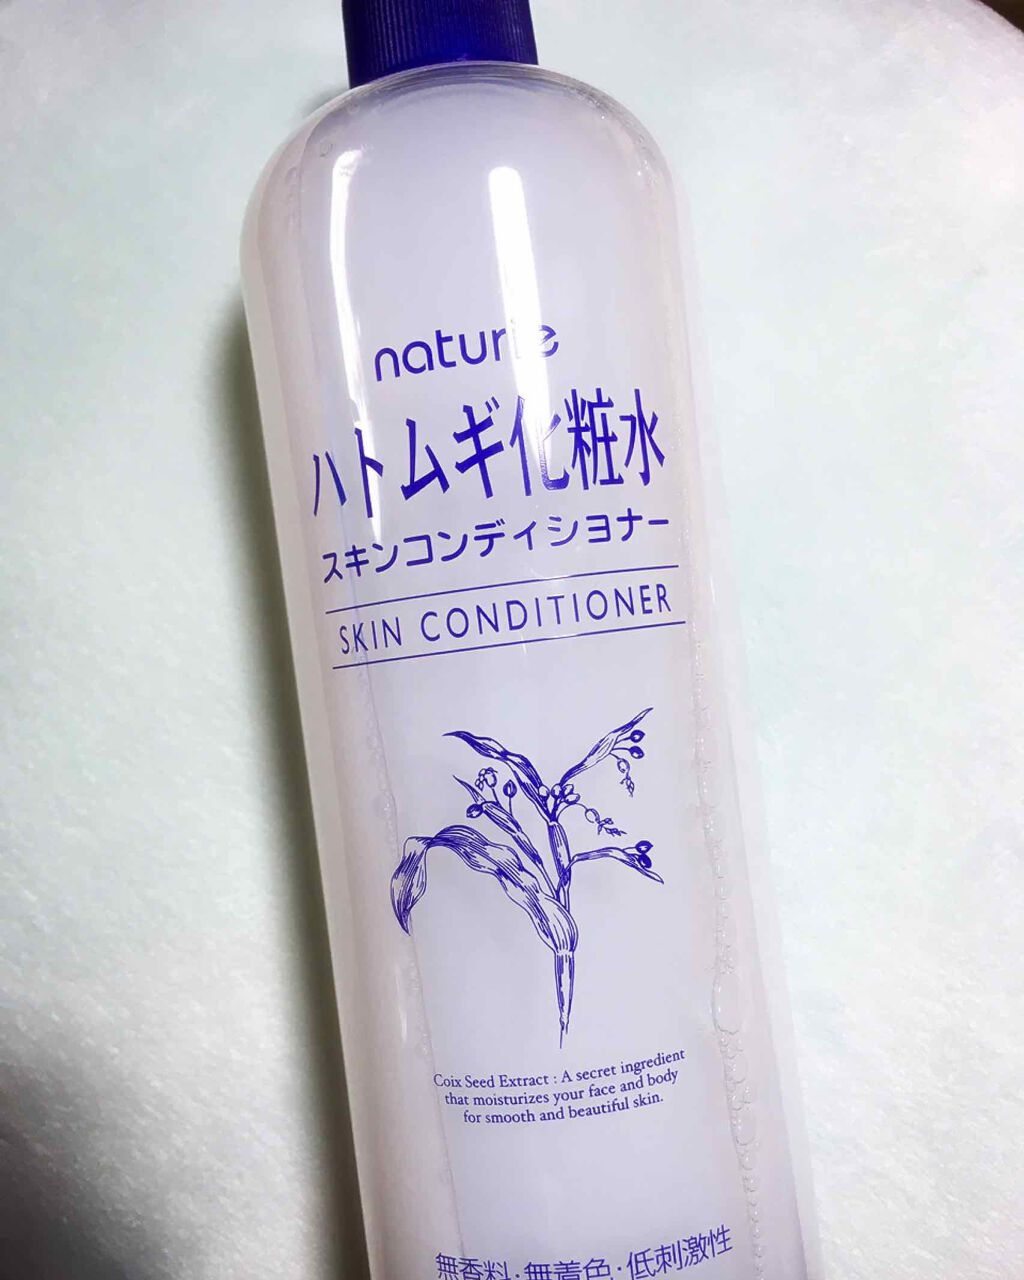 naturie
ハトムギ化粧水
スキンコンディショナー
SKIN CONDITIONER
Coix Seed Extract : A secret ingredient
that moisturizes your face and body
for smooth and beautiful skin.
無香料・無着色・低刺激性